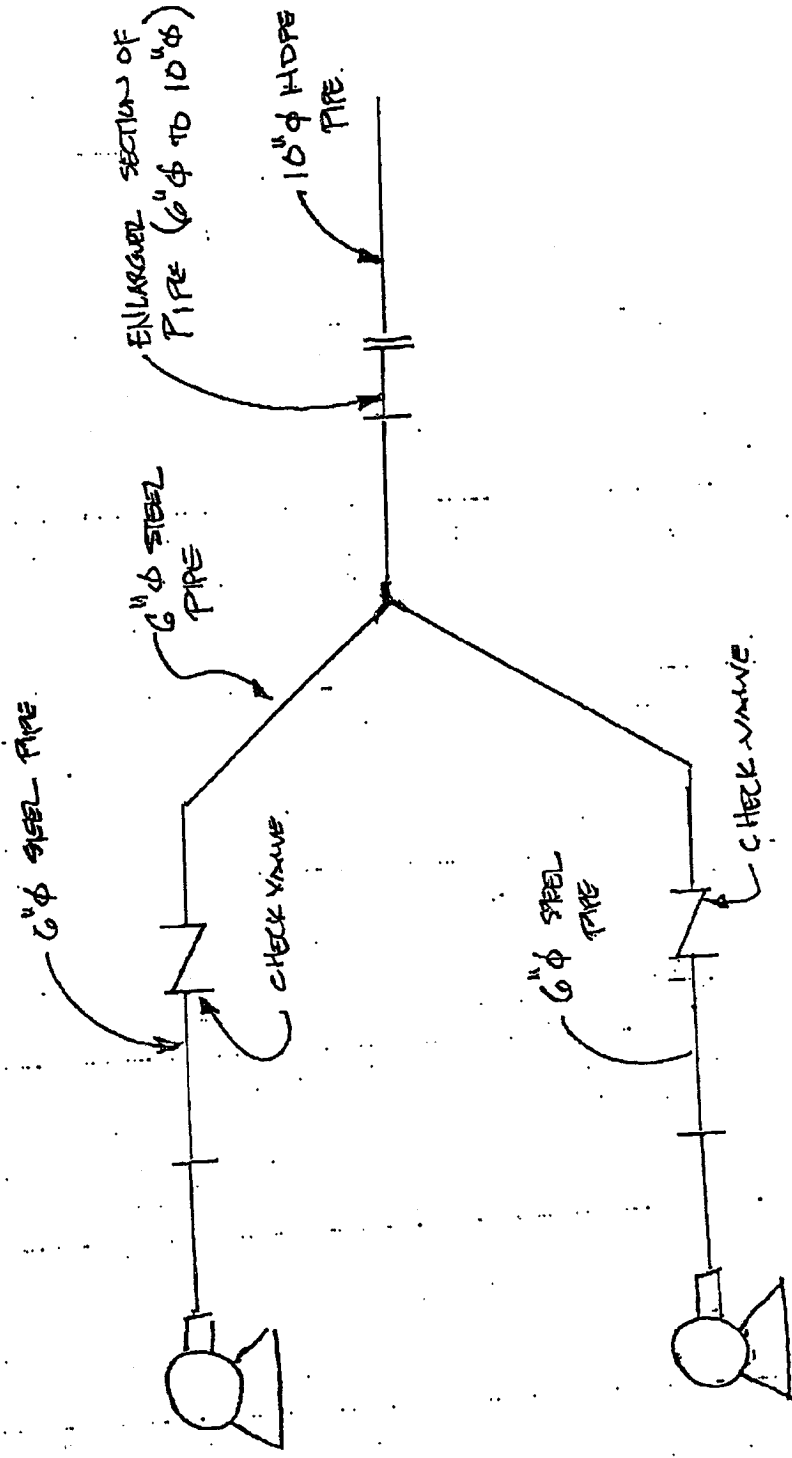 6"φ STEEL PIPE
6"φ STEEL
PIPE
ENLARGED SECTION OF
PIPE (6"φ TO 10"φ)
10"φ HDPE
PIPE.
CHECK VALVE.
6"φ STEEL
PIPE
CHECK VALVE.